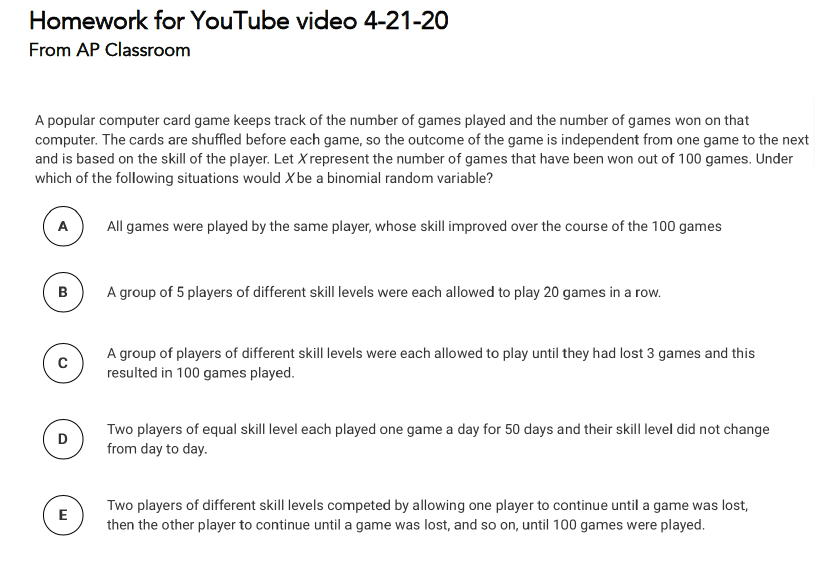 Homework for YouTube video 4-21-20
From AP Classroom
A popular computer card game keeps track of the number of games played and the number of games won on that
computer. The cards are shuffled before each game, so the outcome of the game is independent from one game to the next
and is based on the skill of the player. Let X represent the number of games that have been won out of 100 games. Under
which of the following situations would X be a binomial random variable?
A All games were played by the same player, whose skill improved over the course of the 100 games
B A group of 5 players of different skill levels were each allowed to play 20 games in a row.
C A group of players of different skill levels were each allowed to play until they had lost 3 games and this
resulted in 100 games played.
D Two players of equal skill level each played one game a day for 50 days and their skill level did not change
from day to day.
E Two players of different skill levels competed by allowing one player to continue until a game was lost,
then the other player to continue until a game was lost, and so on, until 100 games were played.